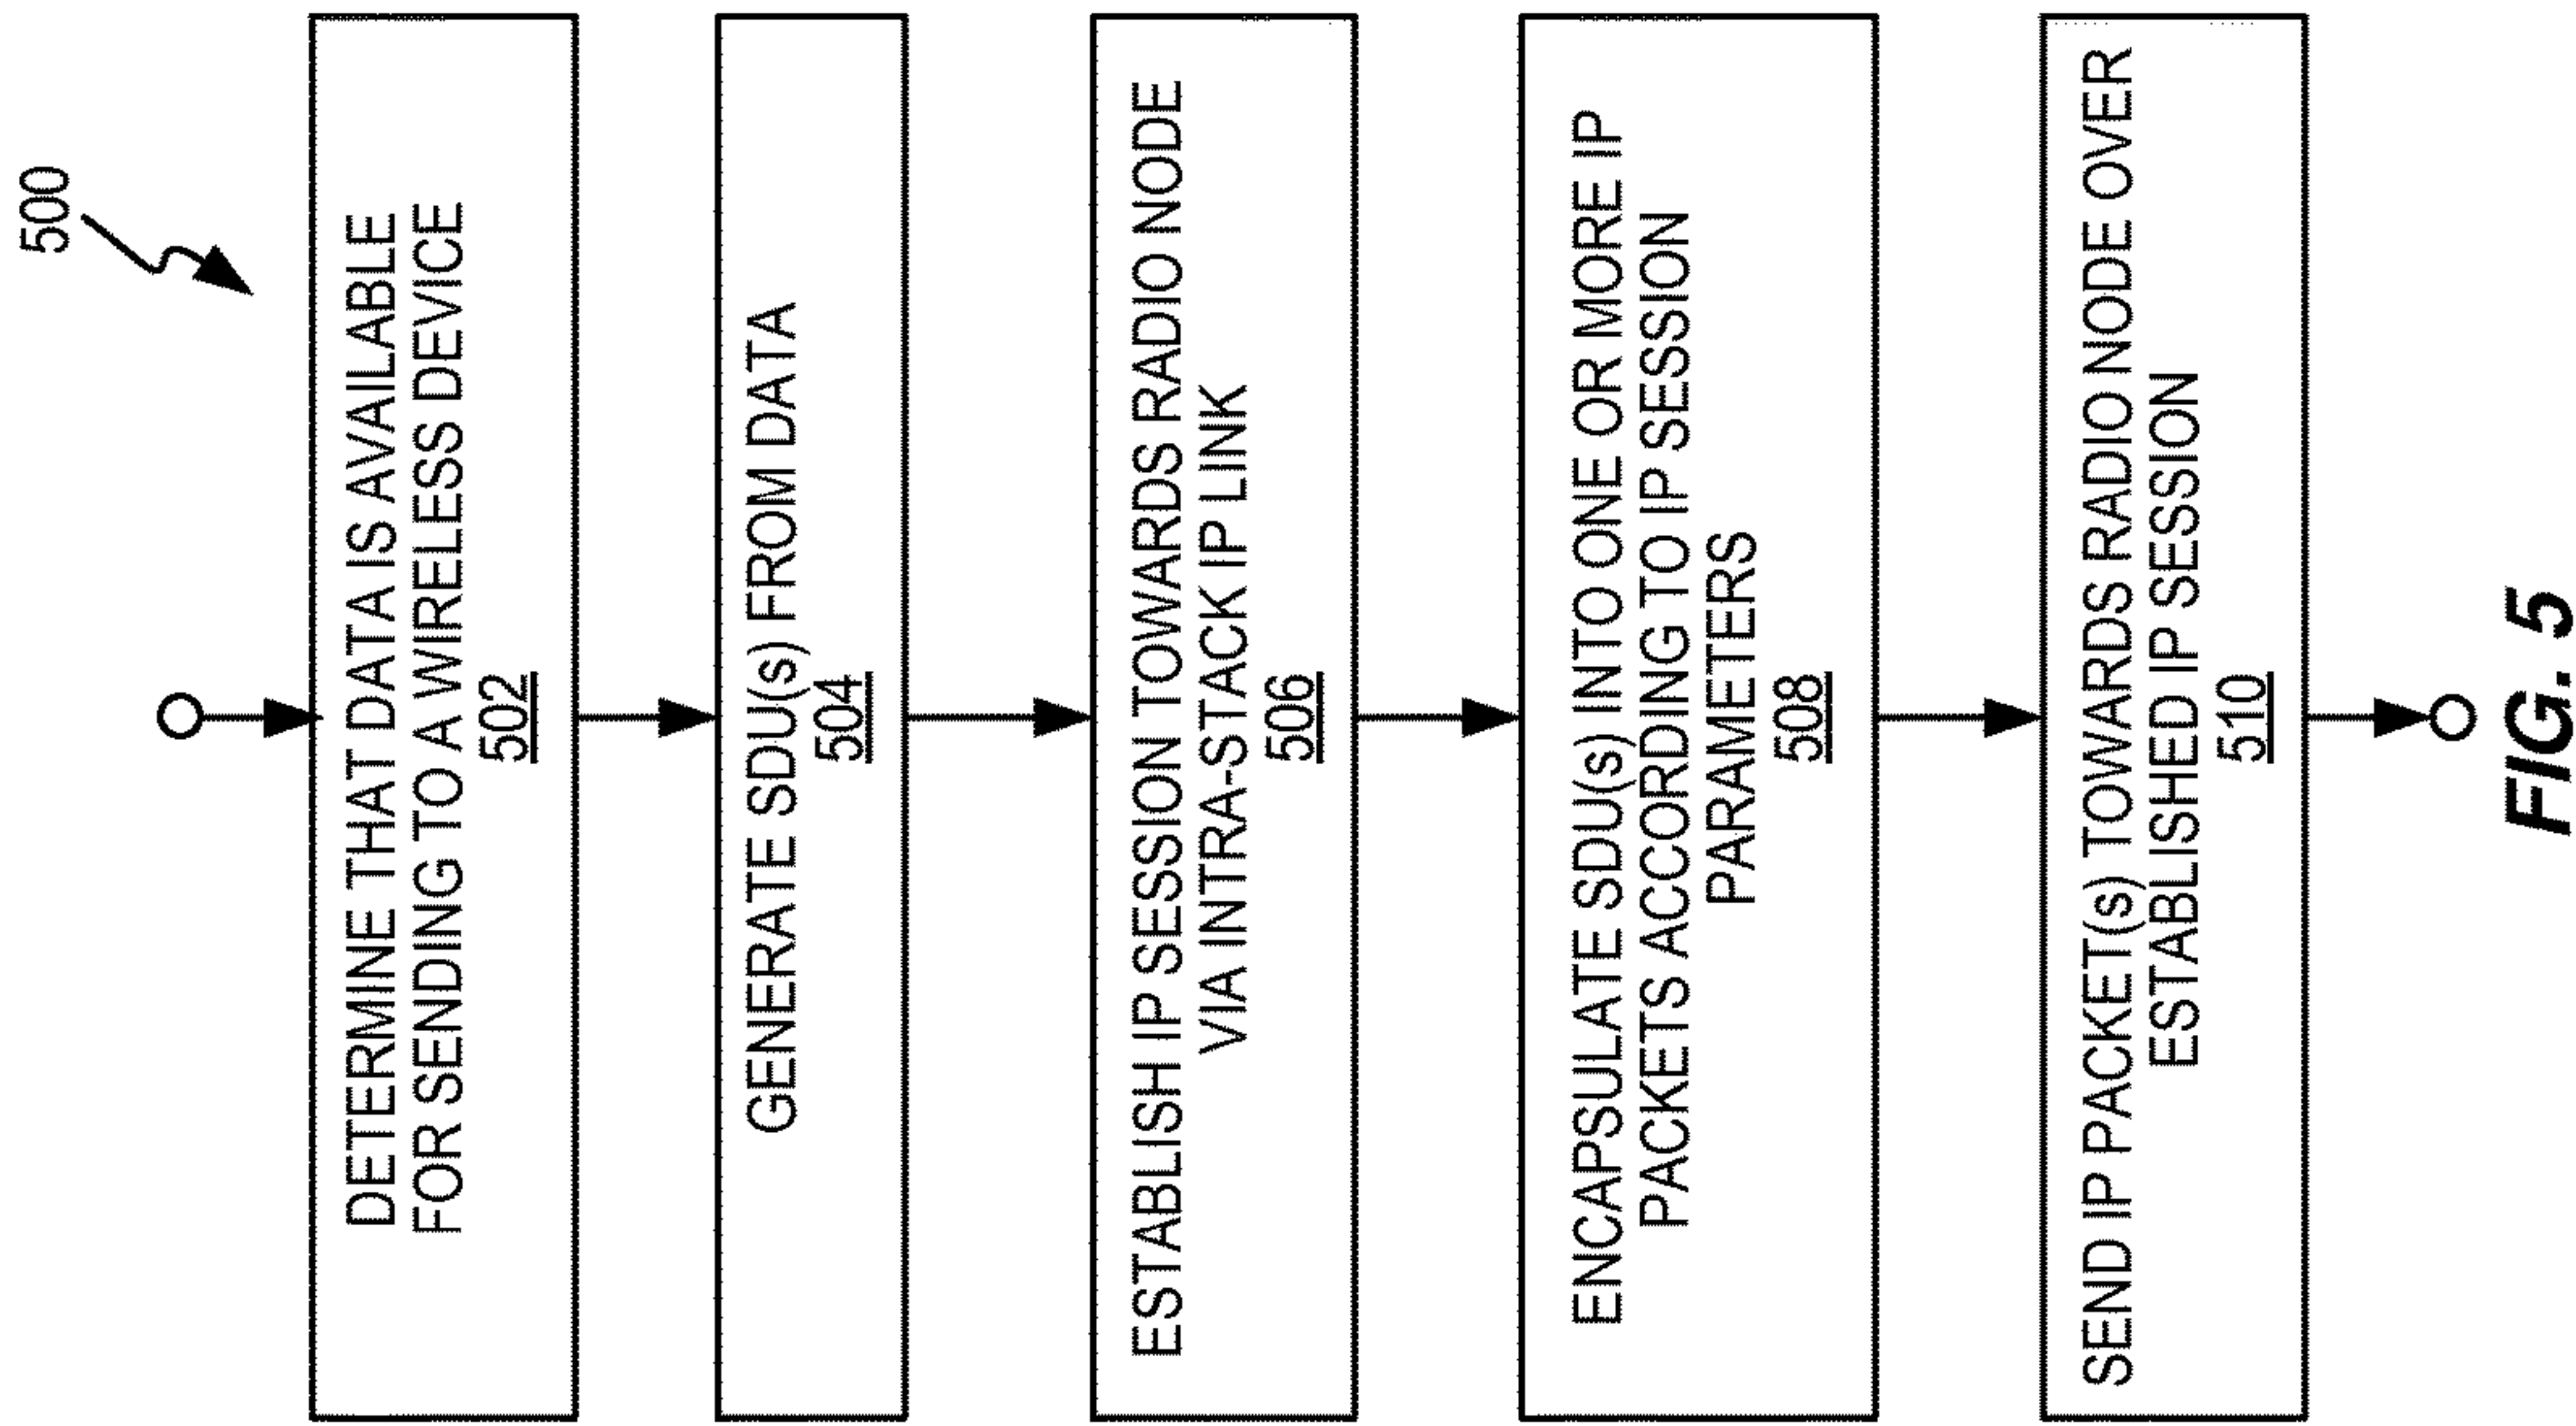 500
DETERMINE THAT DATA IS AVAILABLE
FOR SENDING TO A WIRELESS DEVICE
502
GENERATE SDU(s) FROM DATA
504
ESTABLISH IP SESSION TOWARDS RADIO NODE
VIA INTRA-STACK IP LINK
506
ENCAPSULATE SDU(s) INTO ONE OR MORE IP
PACKETS ACCORDING TO IP SESSION
PARAMETERS
508
SEND IP PACKET(s) TOWARDS RADIO NODE OVER
ESTABLISHED IP SESSION
510
FIG. 5